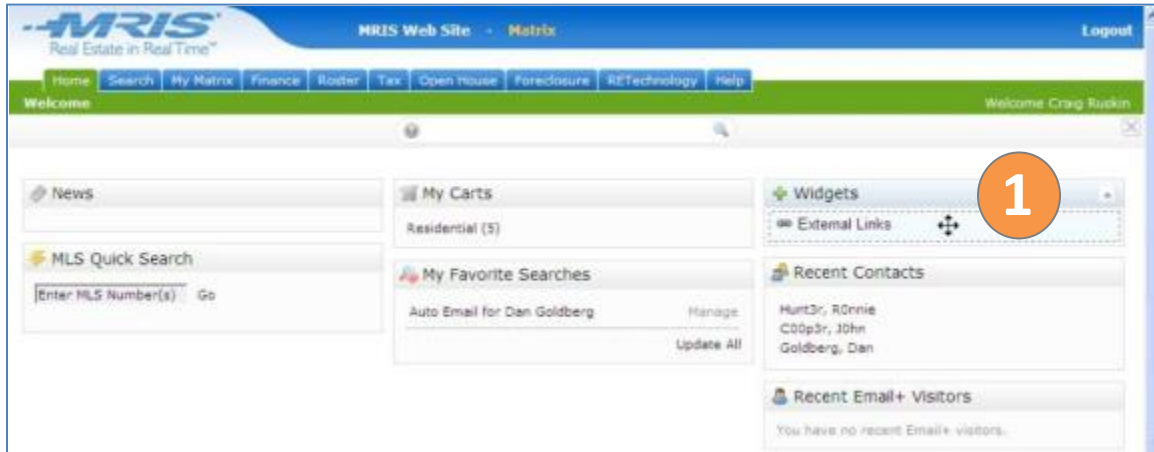 MRIS
Real Estate in Real Time™
MRIS Web Site - Matrix
Logout
Home Search My Matrix Finance Roster Tax Open House Foreclosure RETechnology Help
Welcome
Welcome Craig Ruskin
News
MLS Quick Search
Enter MLS Number(s) Go
My Carts
Residential (5)
My Favorite Searches
Auto Email for Dan Goldberg Manage
Update All
Widgets
1
External Links
Recent Contacts
Hunt3r, R0nnie
C00p3r, J0hn
Goldberg, Dan
Recent Email+ Visitors
You have no recent Email+ visitors.